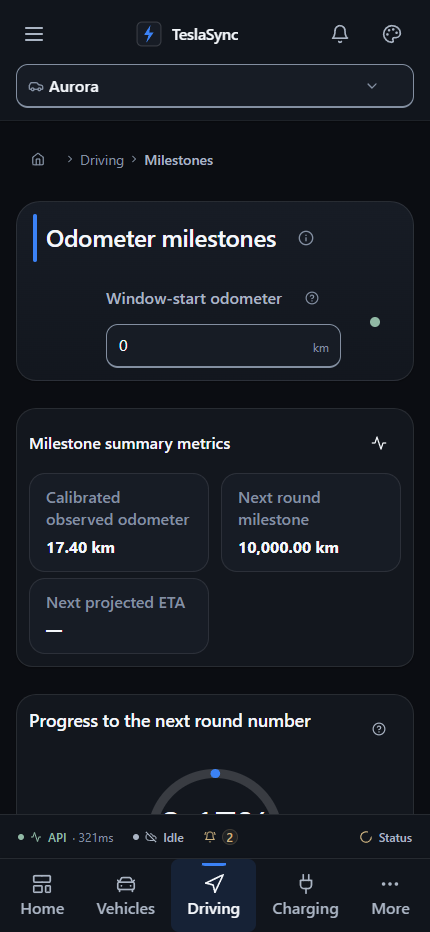 TeslaSync
Aurora
Driving
Milestones
Odometer milestones
Window-start odometer
0 km
Milestone summary metrics
Calibrated
observed odometer
17.40 km
Next round
milestone
10,000.00 km
Next projected ETA
—
Progress to the next round number
API · 321ms
Idle
2
Status
Home
Vehicles
Driving
Charging
More